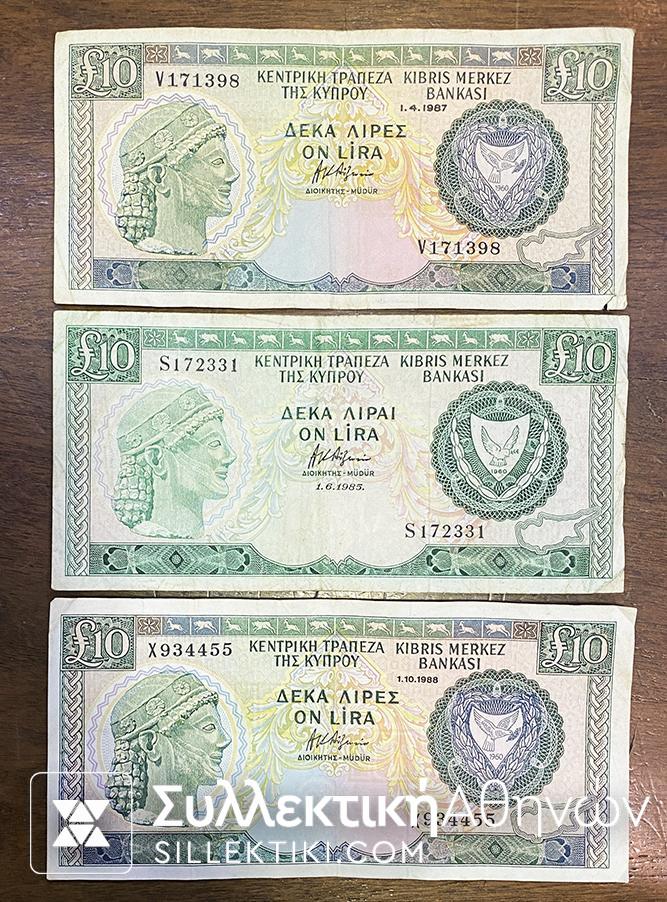 £10 V171398 ΚΕΝΤΡΙΚΗ ΤΡΑΠΕΖΑ KIBRIS MERKEZ £10
ΤΗΣ ΚΥΠΡΟΥ BANKASI
1.4.1987
ΔΕΚΑ ΛΙΡΕΣ
ON LİRA
ΔΙΟΙΚΗΤΗΣ - MÜDÜR
1960
V171398
£10 S172331 ΚΕΝΤΡΙΚΗ ΤΡΑΠΕΖΑ KIBRIS MERKEZ £10
ΤΗΣ ΚΥΠΡΟΥ BANKASI
ΔΕΚΑ ΛΙΡΑΙ
ON LİRA
ΔΙΟΙΚΗΤΗΣ - MÜDÜR
1.6.1985.
1960
S172331
£10 X934455 ΚΕΝΤΡΙΚΗ ΤΡΑΠΕΖΑ KIBRIS MERKEZ £10
ΤΗΣ ΚΥΠΡΟΥ BANKASI
1.10.1988
ΔΕΚΑ ΛΙΡΕΣ
ON LİRA
ΔΙΟΙΚΗΤΗΣ - MÜDÜR
1960
X934455
Συλλεκτική Αθηνών
SILLEKTIKI.COM